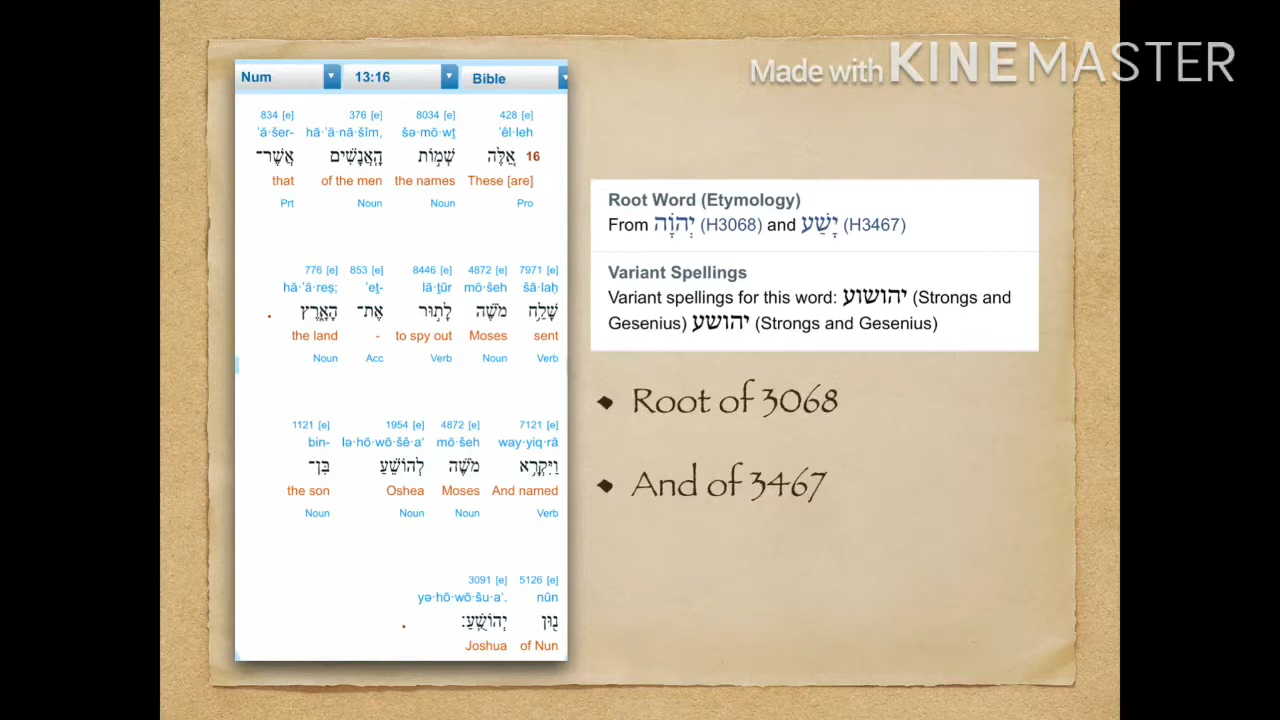 Made with KINEMASTER
Num 13:16 Bible
834 [e] 376 [e] 8034 [e] 428 [e]
’ă·šer- hā·’ă·nā·šîm, šə·mō·wṯ ’êl·leh
16 אֵ֚לֶּה שְׁמ֣וֹת הָֽאֲנָשִׁ֔ים אֲשֶׁר־
that of the men the names These [are]
Prt Noun Noun Pro
776 [e] 853 [e] 8446 [e] 4872 [e] 7971 [e]
hā·’ā·reṣ; ’eṯ- lā·ṯūr mō·šeh šā·laḥ
שָׁלַ֥ח מֹשֶׁ֖ה לָת֣וּר אֶת־ הָאָ֑רֶץ .
the land - to spy out Moses sent
Noun Acc Verb Noun Verb
1121 [e] 1954 [e] 4872 [e] 7121 [e]
bin- lə·hō·wō·šê·a‘ mō·šeh way·yiq·rā
וַיִּקְרָ֥א מֹשֶׁ֛ה לְהוֹשֵׁ֥עַ בִּן־
the son Oshea Moses And named
Noun Noun Noun Verb
3091 [e] 5126 [e]
yə·hō·wō·šu·a‘. nūn
נ֖וּן יְהוֹשֻֽׁעַ׃ .
Joshua of Nun
Root Word (Etymology)
From יְהֹוָה (H3068) and יָשַׁע (H3467)
Variant Spellings
Variant spellings for this word: יהושוע (Strongs and
Gesenius) יהושע (Strongs and Gesenius)
◆ Root of 3068
◆ And of 3467